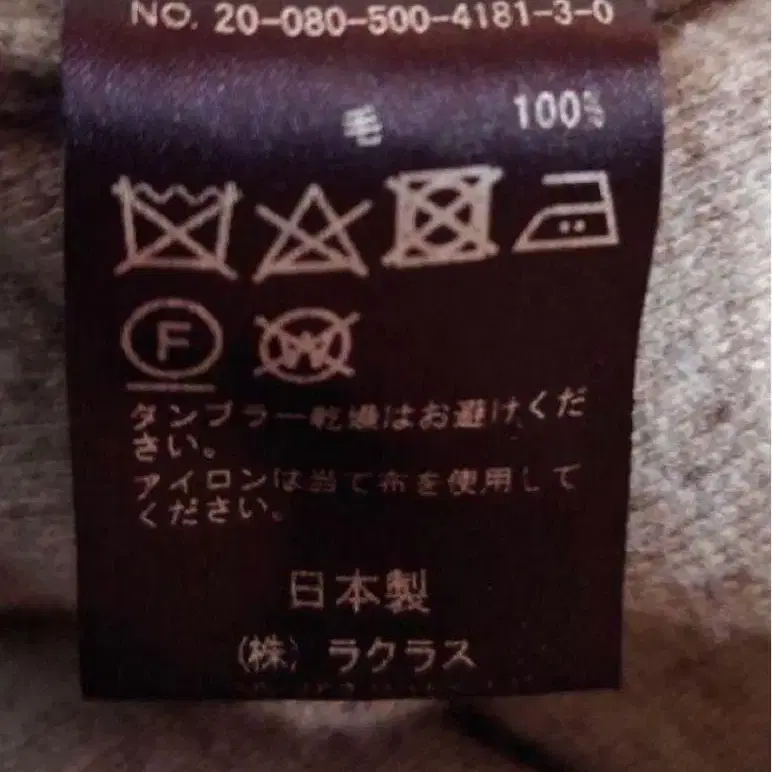 NO. 20-080-500-4181-3-0
毛 100%
F
W
タンブラー乾燥はお避けくだ
さい。
アイロンは当て布を使用して
ください。
日本製
(株) ラクラス